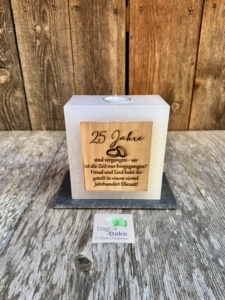 25 Jahre
sind vergangen - wo
ist die Zeit nur hingegangen?
Freud und Leid habt ihr
geteilt in einem viertel
Jahrhundert Ehezeit!
Deko